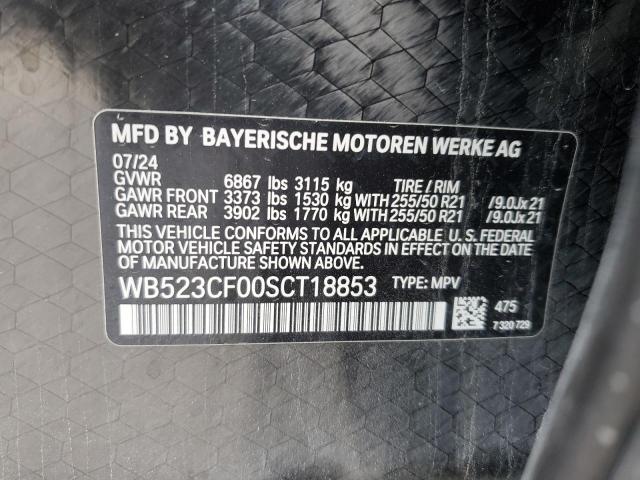 MFD BY BAYERISCHE MOTOREN WERKE AG
07/24
GVWR 6867 lbs 3115 kg TIRE / RIM
GAWR FRONT 3373 lbs 1530 kg WITH 255/50 R21 /9.0Jx21
GAWR REAR 3902 lbs 1770 kg WITH 255/50 R21 /9.0Jx21
THIS VEHICLE CONFORMS TO ALL APPLICABLE U. S. FEDERAL
MOTOR VEHICLE SAFETY STANDARDS IN EFFECT ON THE DATE
OF MANUFACTURE SHOWN ABOVE.
WB523CF00SCT18853 TYPE: MPV
475
7320729